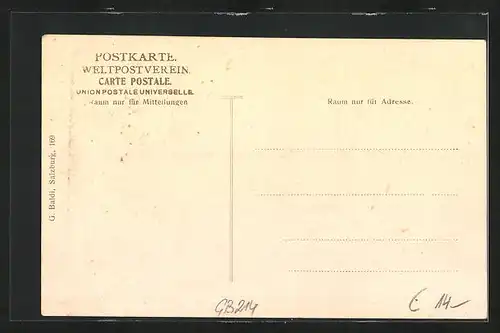 POSTKARTE.
WELTPOSTVEREIN.
CARTE POSTALE.
UNION POSTALE UNIVERSELLE.
Raum nur für Mitteilungen
Raum nur für Adresse.
G. Baldi, Salzburg, 169
GB214
€ 14-